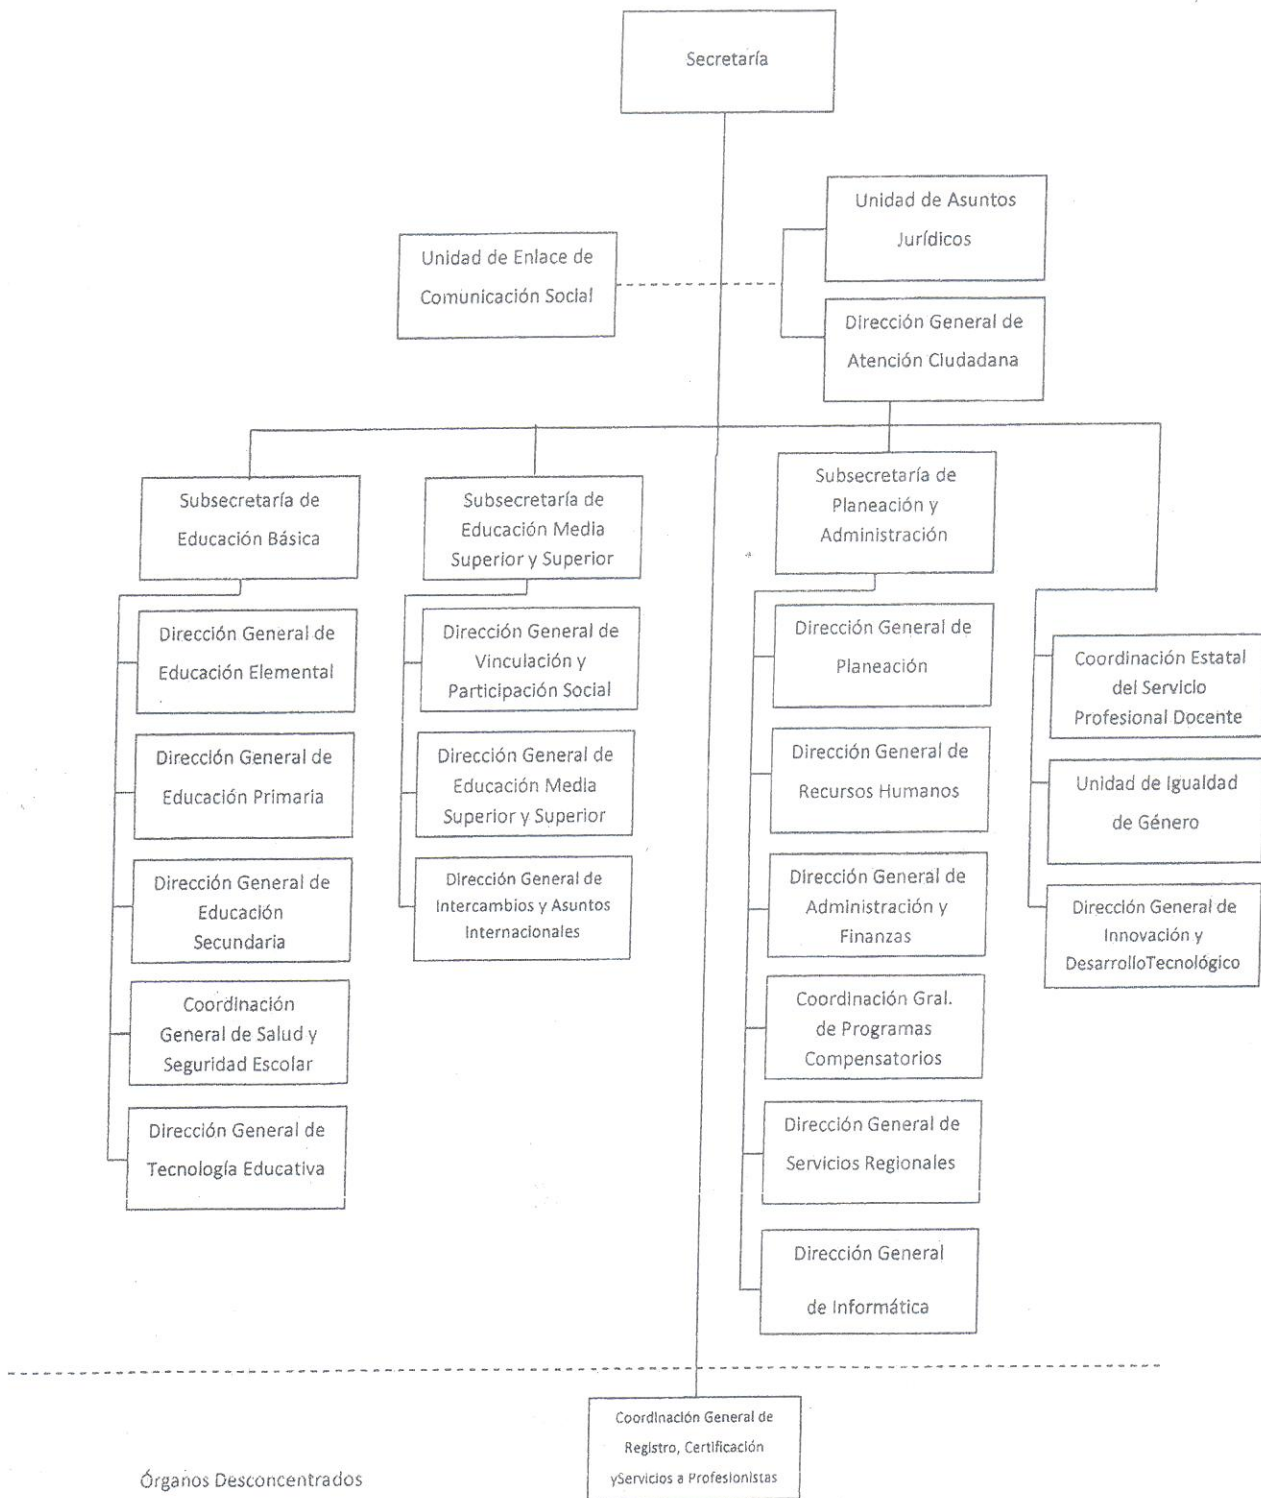 Secretaría
Unidad de Asuntos
Jurídicos
Unidad de Enlace de
Comunicación Social
Dirección General de
Atención Ciudadana
Subsecretaría de
Educación Básica
Dirección General de
Educación Elemental
Dirección General de
Educación Primaria
Dirección General de
Educación
Secundaria
Coordinación
General de Salud y
Seguridad Escolar
Dirección General de
Tecnología Educativa
Subsecretaría de
Educación Media
Superior y Superior
Dirección General de
Vinculación y
Participación Social
Dirección General de
Educación Media
Superior y Superior
Dirección General de
Intercambios y Asuntos
Internacionales
Subsecretaría de
Planeación y
Administración
Dirección General de
Planeación
Dirección General de
Recursos Humanos
Dirección General de
Administración y
Finanzas
Coordinación Gral.
de Programas
Compensatorios
Dirección General de
Servicios Regionales
Dirección General
de Informática
Coordinación Estatal
del Servicio
Profesional Docente
Unidad de Igualdad
de Género
Dirección General de
Innovación y
DesarrolloTecnológico
Coordinación General de
Registro, Certificación
yServicios a Profesionistas
Órganos Desconcentrados